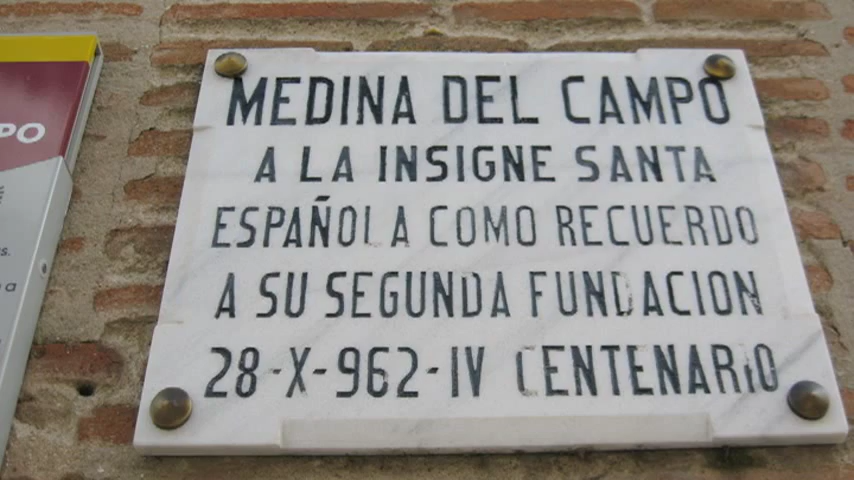 MEDINA DEL CAMPO
A LA INSIGNE SANTA
ESPAÑOLA COMO RECUERDO
A SU SEGUNDA FUNDACION
28-X-962-IV CENTENARIO
PO